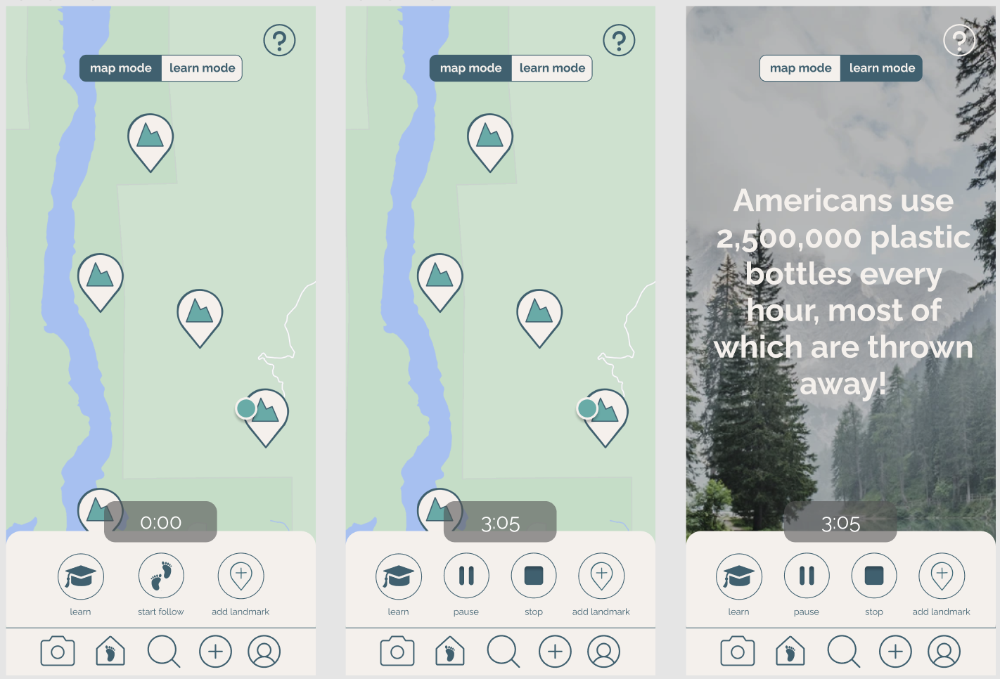 ?
map mode learn mode
0:00
learn start follow add landmark
?
map mode learn mode
3:05
learn pause stop add landmark
?
map mode learn mode
Americans use
2,500,000 plastic
bottles every
hour, most of
which are thrown
away!
3:05
learn pause stop add landmark